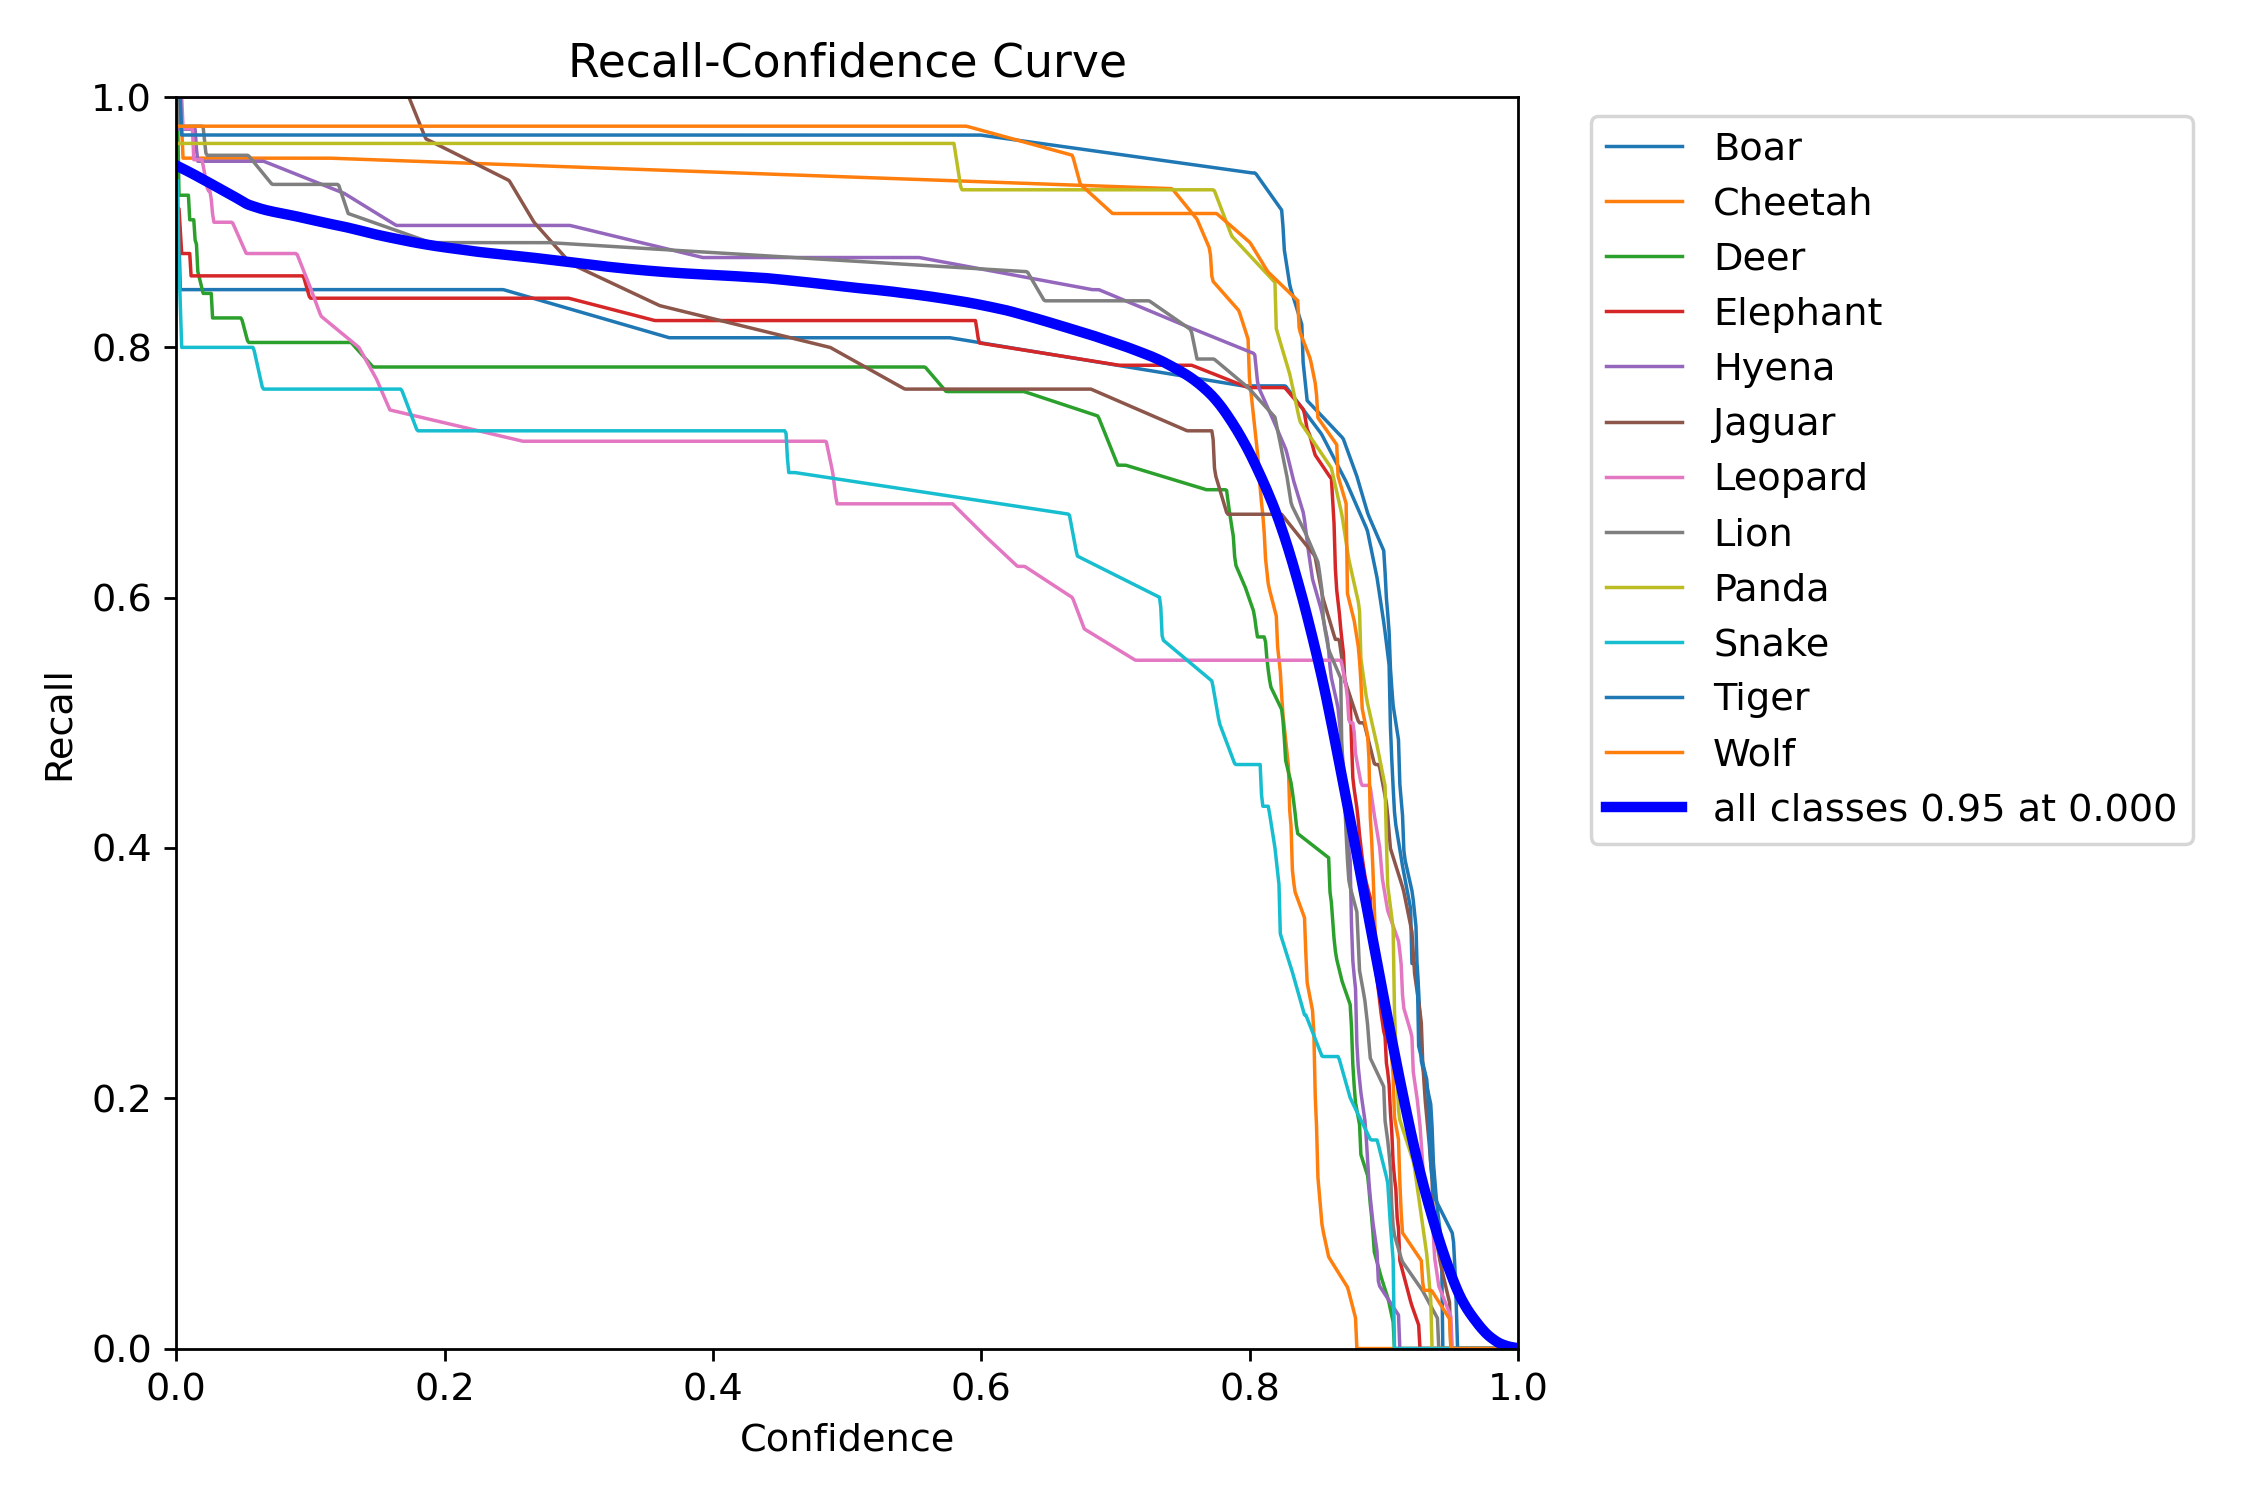 Recall-Confidence Curve
1.0
0.8
0.6
0.4
0.2
0.0
Recall
0.0 0.2 0.4 0.6 0.8 1.0
Confidence
Boar
Cheetah
Deer
Elephant
Hyena
Jaguar
Leopard
Lion
Panda
Snake
Tiger
Wolf
all classes 0.95 at 0.000